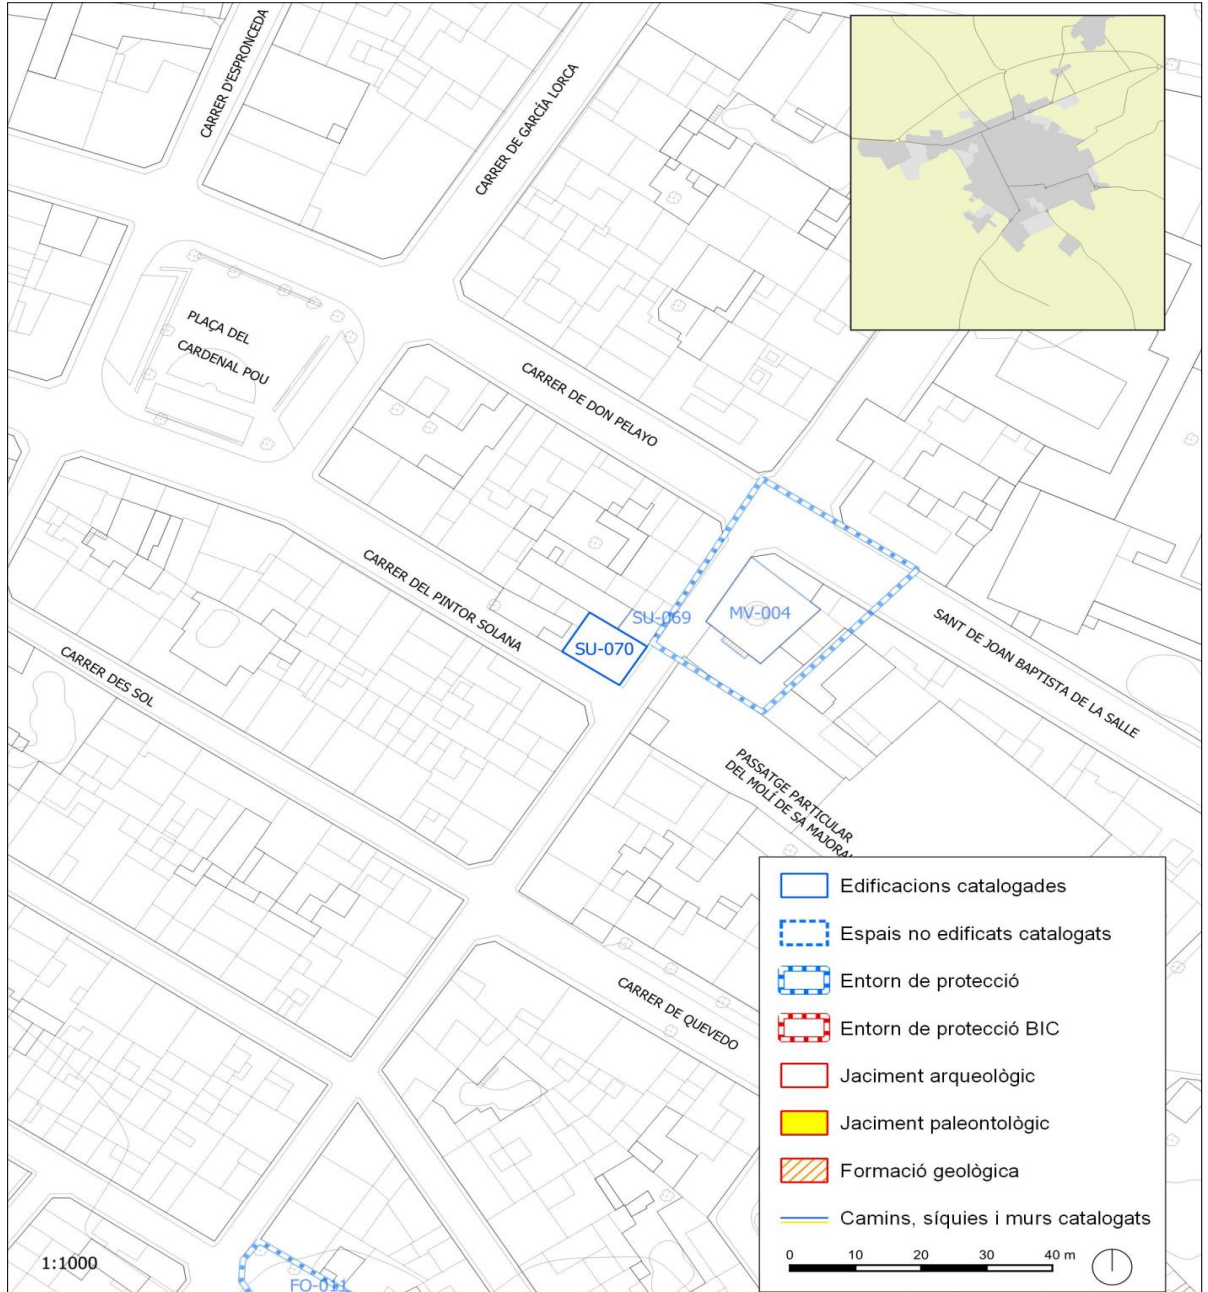 CARRER D'ESPRONCEDA
CARRER DE GARCÍA LORCA
PLAÇA DEL
CARDENAL POU
CARRER DE DON PELAYO
CARRER DEL PINTOR SOLANA
SU-069
MV-004
SU-070
SANT DE JOAN BAPTISTA DE LA SALLE
CARRER DES SOL
PASSATGE PARTICULAR
DEL MOLÍ DE SA MAJORAL
CARRER DE QUEVEDO
Edificacions catalogades
Espais no edificats catalogats
Entorn de protecció
Entorn de protecció BIC
Jaciment arqueològic
Jaciment paleontològic
Formació geològica
Camins, síquies i murs catalogats
0 10 20 30 40 m
1:1000
FO-011